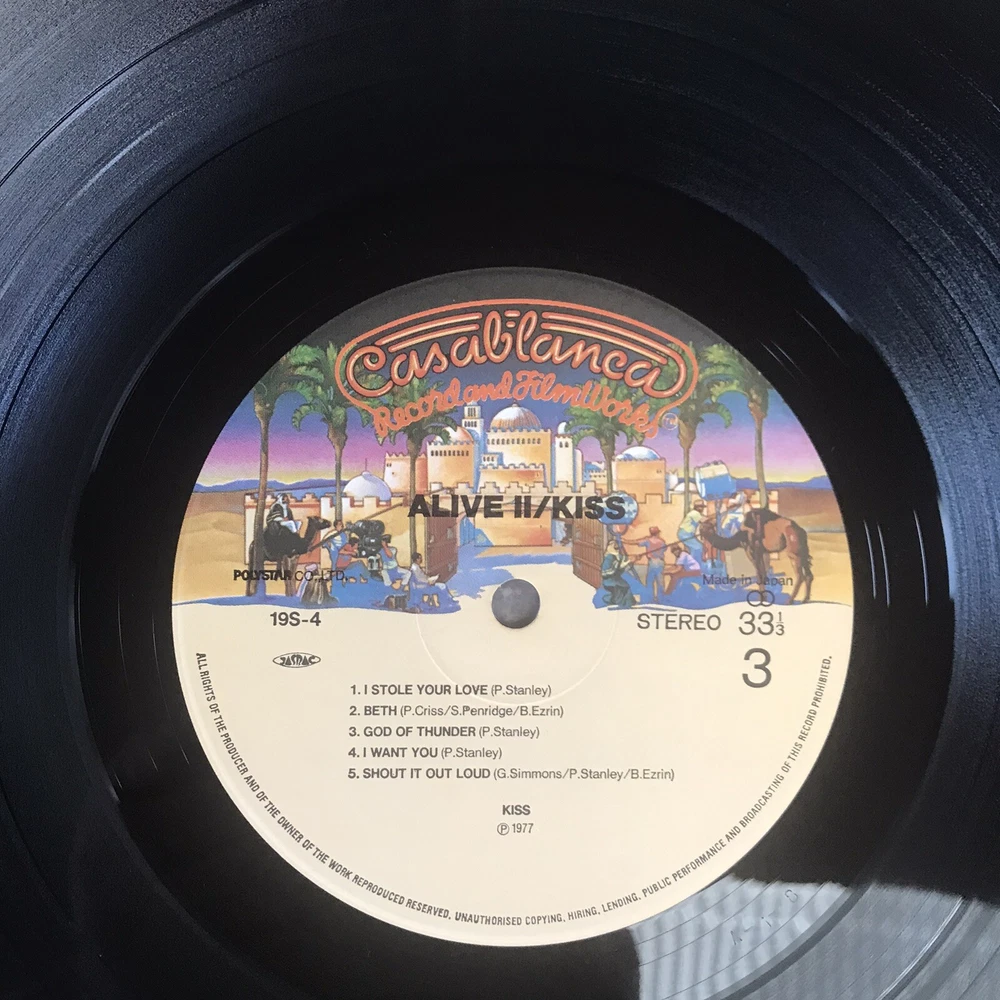 Casablanca
Record and FilmWorks TM
ALIVE II/KISS
POLYSTAR CO., LTD.
Made in Japan
19S-4
STEREO 33⅓
JASRAC
3
1. I STOLE YOUR LOVE (P.Stanley)
2. BETH (P.Criss/S.Penridge/B.Ezrin)
3. GOD OF THUNDER (P.Stanley)
4. I WANT YOU (P.Stanley)
5. SHOUT IT OUT LOUD (G.Simmons/P.Stanley/B.Ezrin)
KISS
℗ 1977
ALL RIGHTS OF THE PRODUCER AND OF THE OWNER OF THE WORK REPRODUCED RESERVED. UNAUTHORISED COPYING, HIRING, LENDING, PUBLIC PERFORMANCE AND BROADCASTING OF THIS RECORD PROHIBITED.